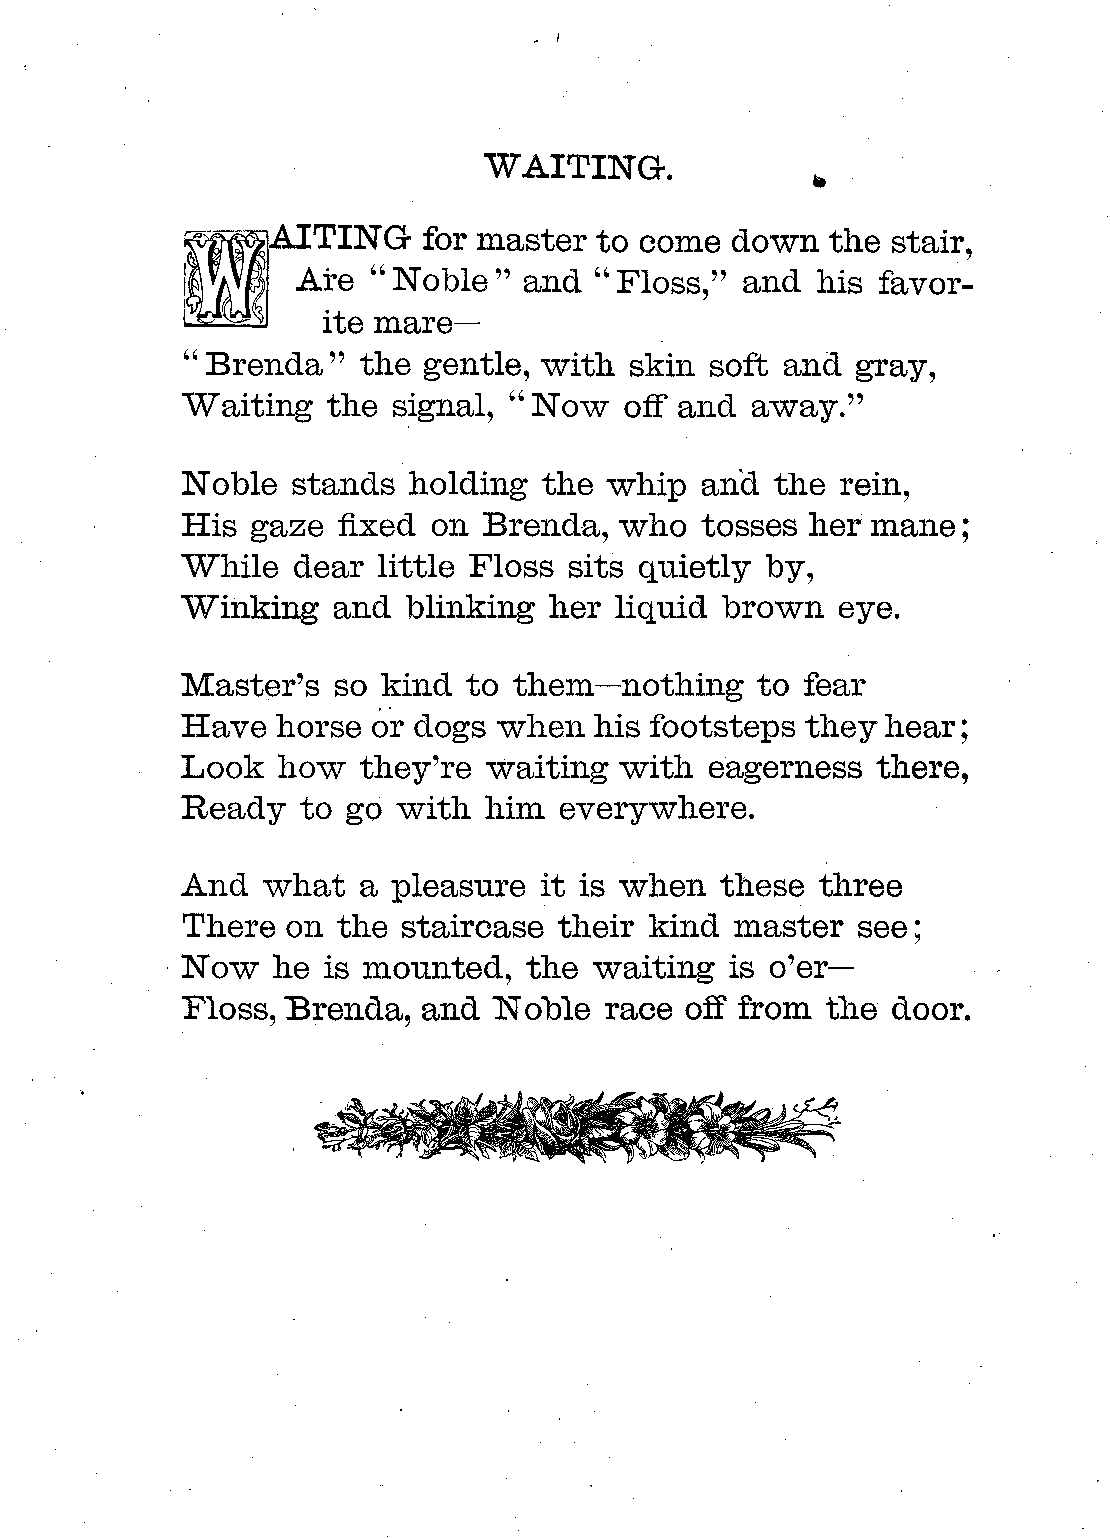 WAITING.
WAITING for master to come down the stair,
Are “Noble” and “Floss,” and his favor-
ite mare—
“Brenda” the gentle, with skin soft and gray,
Waiting the signal, “Now off and away.”
Noble stands holding the whip and the rein,
His gaze fixed on Brenda, who tosses her mane;
While dear little Floss sits quietly by,
Winking and blinking her liquid brown eye.
Master’s so kind to them—nothing to fear
Have horse or dogs when his footsteps they hear;
Look how they’re waiting with eagerness there,
Ready to go with him everywhere.
And what a pleasure it is when these three
There on the staircase their kind master see;
Now he is mounted, the waiting is o’er—
Floss, Brenda, and Noble race off from the door.